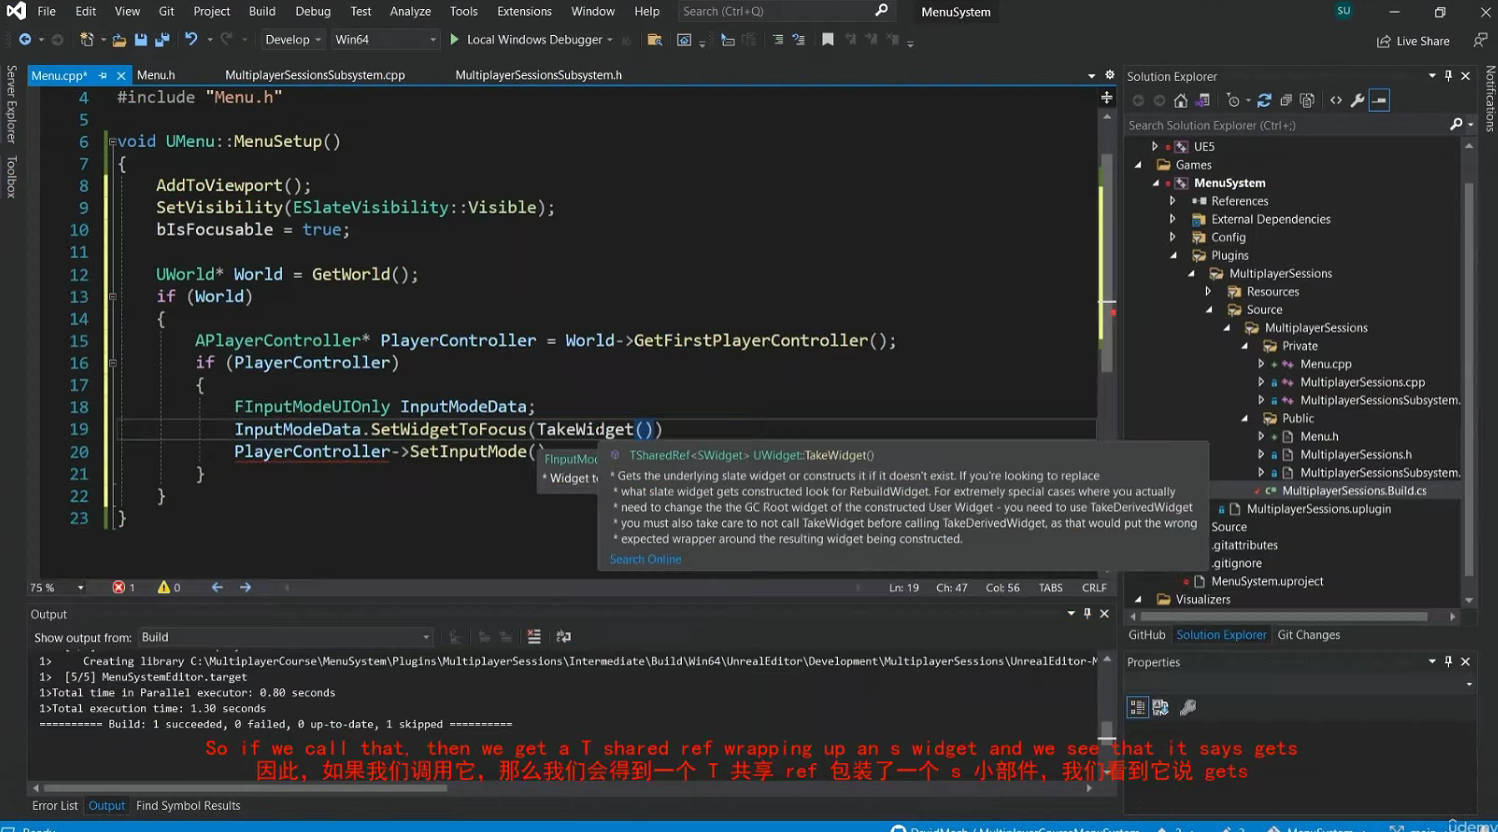 File Edit View Git Project Build Debug Test Analyze Tools Extensions Window Help Search (Ctrl+Q) MenuSystem SU
Develop Win64 Local Windows Debugger Live Share
Server Explorer
Toolbox
Notifications
Menu.cpp* Menu.h MultiplayerSessionsSubsystem.cpp MultiplayerSessionsSubsystem.h
4 #include "Menu.h"
5
6 void UMenu::MenuSetup()
7 {
8 AddToViewport();
9 SetVisibility(ESlateVisibility::Visible);
10 bIsFocusable = true;
11
12 UWorld* World = GetWorld();
13 if (World)
14 {
15 APlayerController* PlayerController = World->GetFirstPlayerController();
16 if (PlayerController)
17 {
18 FInputModeUIOnly InputModeData;
19 InputModeData.SetWidgetToFocus(TakeWidget())
20 PlayerController->SetInputMode()
21 }
22 }
23 }
FInputMo
* Widget to
TSharedRef<SWidget> UWidget::TakeWidget()
* Gets the underlying slate widget or constructs it if it doesn't exist. If you're looking to replace
* what slate widget gets constructed look for RebuildWidget. For extremely special cases where you actually
* need to change the the GC Root widget of the constructed User Widget - you need to use TakeDerivedWidget
* you must also take care to not call TakeWidget before calling TakeDerivedWidget, as that would put the wrong
* expected wrapper around the resulting widget being constructed.
Search Online
75 % 1 0 Ln: 19 Ch: 47 Col: 56 TABS CRLF
Output
Show output from: Build
1> Creating library C:\MultiplayerCourse\MenuSystem\Plugins\MultiplayerSessions\Intermediate\Build\Win64\UnrealEditor\Development\MultiplayerSessions\UnrealEditor-M
1> [5/5] MenuSystemEditor.target
1>Total time in Parallel executor: 0.80 seconds
1>Total execution time: 1.30 seconds
========== Build: 1 succeeded, 0 failed, 0 up-to-date, 1 skipped ==========
So if we call that, then we get a T shared ref wrapping up an s widget and we see that it says gets
因此，如果我们调用它，那么我们会得到一个 T 共享 ref 包装了一个 s 小部件，我们看到它说 gets
Error List Output Find Symbol Results
Solution Explorer
Search Solution Explorer (Ctrl+;)
UE5
Games
MenuSystem
References
External Dependencies
Config
Plugins
MultiplayerSessions
Resources
Source
MultiplayerSessions
Private
Menu.cpp
MultiplayerSessions.cpp
MultiplayerSessionsSubsystem.
Public
Menu.h
MultiplayerSessions.h
MultiplayerSessionsSubsystem.
MultiplayerSessions.Build.cs
MultiplayerSessions.uplugin
Source
.gitattributes
.gitignore
MenuSystem.uproject
Visualizers
GitHub Solution Explorer Git Changes
Properties
udemy